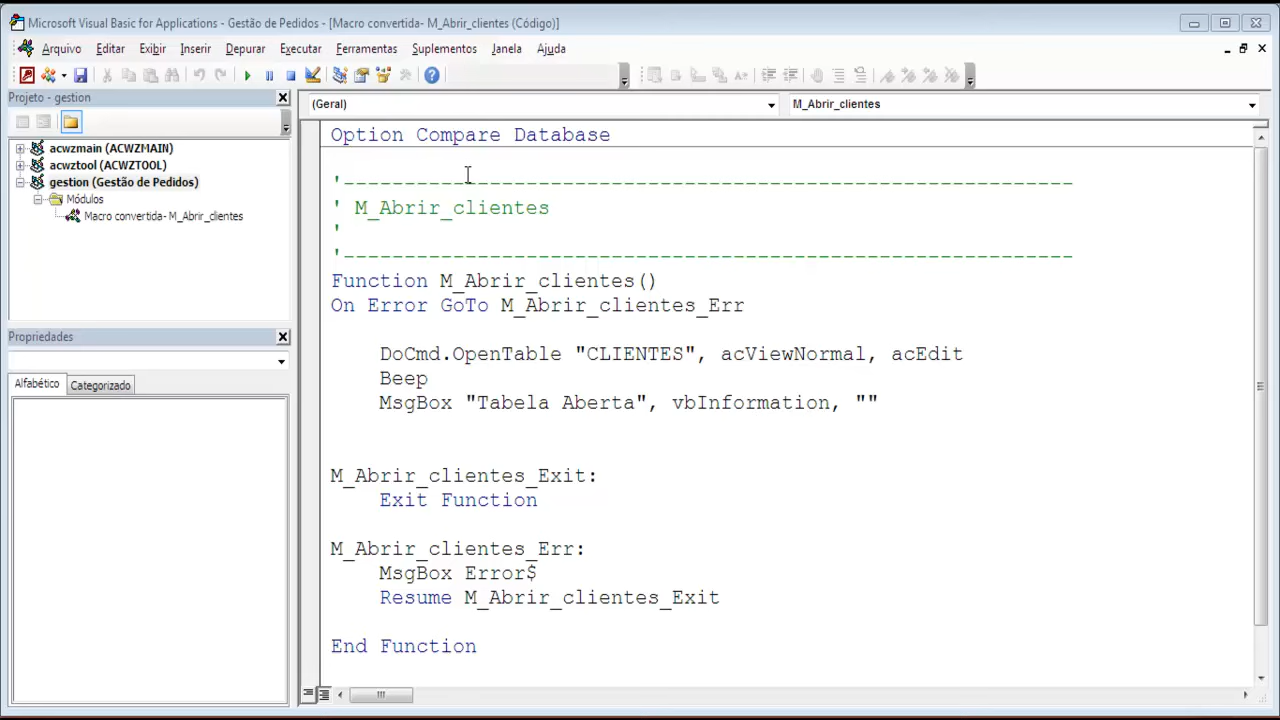 Microsoft Visual Basic for Applications - Gestão de Pedidos - [Macro convertida- M_Abrir_clientes (Código)]
Arquivo Editar Exibir Inserir Depurar Executar Ferramentas Suplementos Janela Ajuda
Projeto - gestion
acwzmain (ACWZMAIN)
acwztool (ACWZTOOL)
gestion (Gestão de Pedidos)
Módulos
Macro convertida- M_Abrir_clientes
Propriedades
Alfabético Categorizado
(Geral) M_Abrir_clientes
Option Compare Database
'------------------------------------------------------------
' M_Abrir_clientes
'
'------------------------------------------------------------
Function M_Abrir_clientes()
On Error GoTo M_Abrir_clientes_Err
DoCmd.OpenTable "CLIENTES", acViewNormal, acEdit
Beep
MsgBox "Tabela Aberta", vbInformation, ""
M_Abrir_clientes_Exit:
Exit Function
M_Abrir_clientes_Err:
MsgBox Error$
Resume M_Abrir_clientes_Exit
End Function